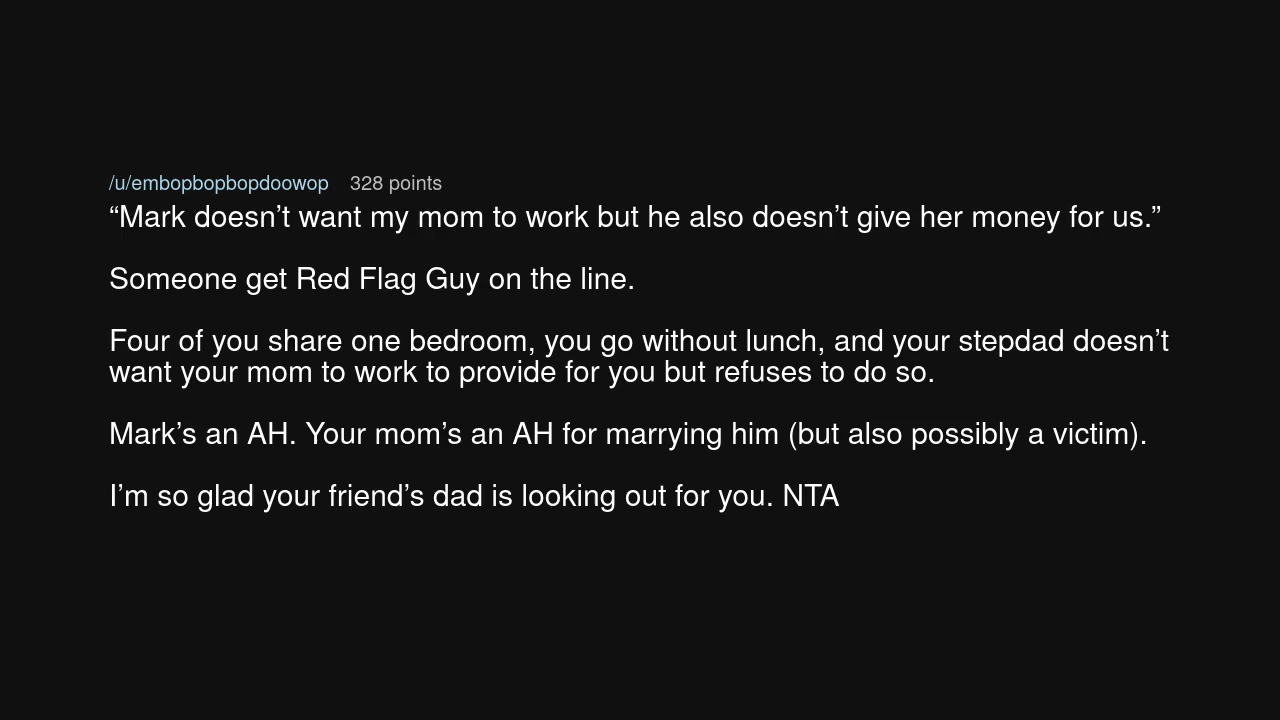 /u/embopbopbopdoowop 328 points
“Mark doesn’t want my mom to work but he also doesn’t give her money for us.”
Someone get Red Flag Guy on the line.
Four of you share one bedroom, you go without lunch, and your stepdad doesn’t
want your mom to work to provide for you but refuses to do so.
Mark’s an AH. Your mom’s an AH for marrying him (but also possibly a victim).
I’m so glad your friend’s dad is looking out for you. NTA